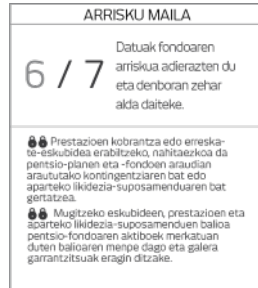 ARRISKU MAILA
6 / 7
Datuak fondoaren
arriskua adierazten du
eta denboran zehar
alda daiteke.
Prestazioen kobrantza edo erreska-
te-eskubidea erabiltzeko, nahitaezkoa da
pentsio-planen eta -fondoen araudian
araututako kontingentziaren bat edo
aparteko likidezia-suposamenduaren bat
gertatzea.
Mugitzeko eskubideen, prestazioen eta
aparteko likidezia-suposamenduen balioa
pentsio-fondoaren aktiboek merkatuan
duten balioaren menpe dago eta galera
garrantzitsuak eragin ditzake.